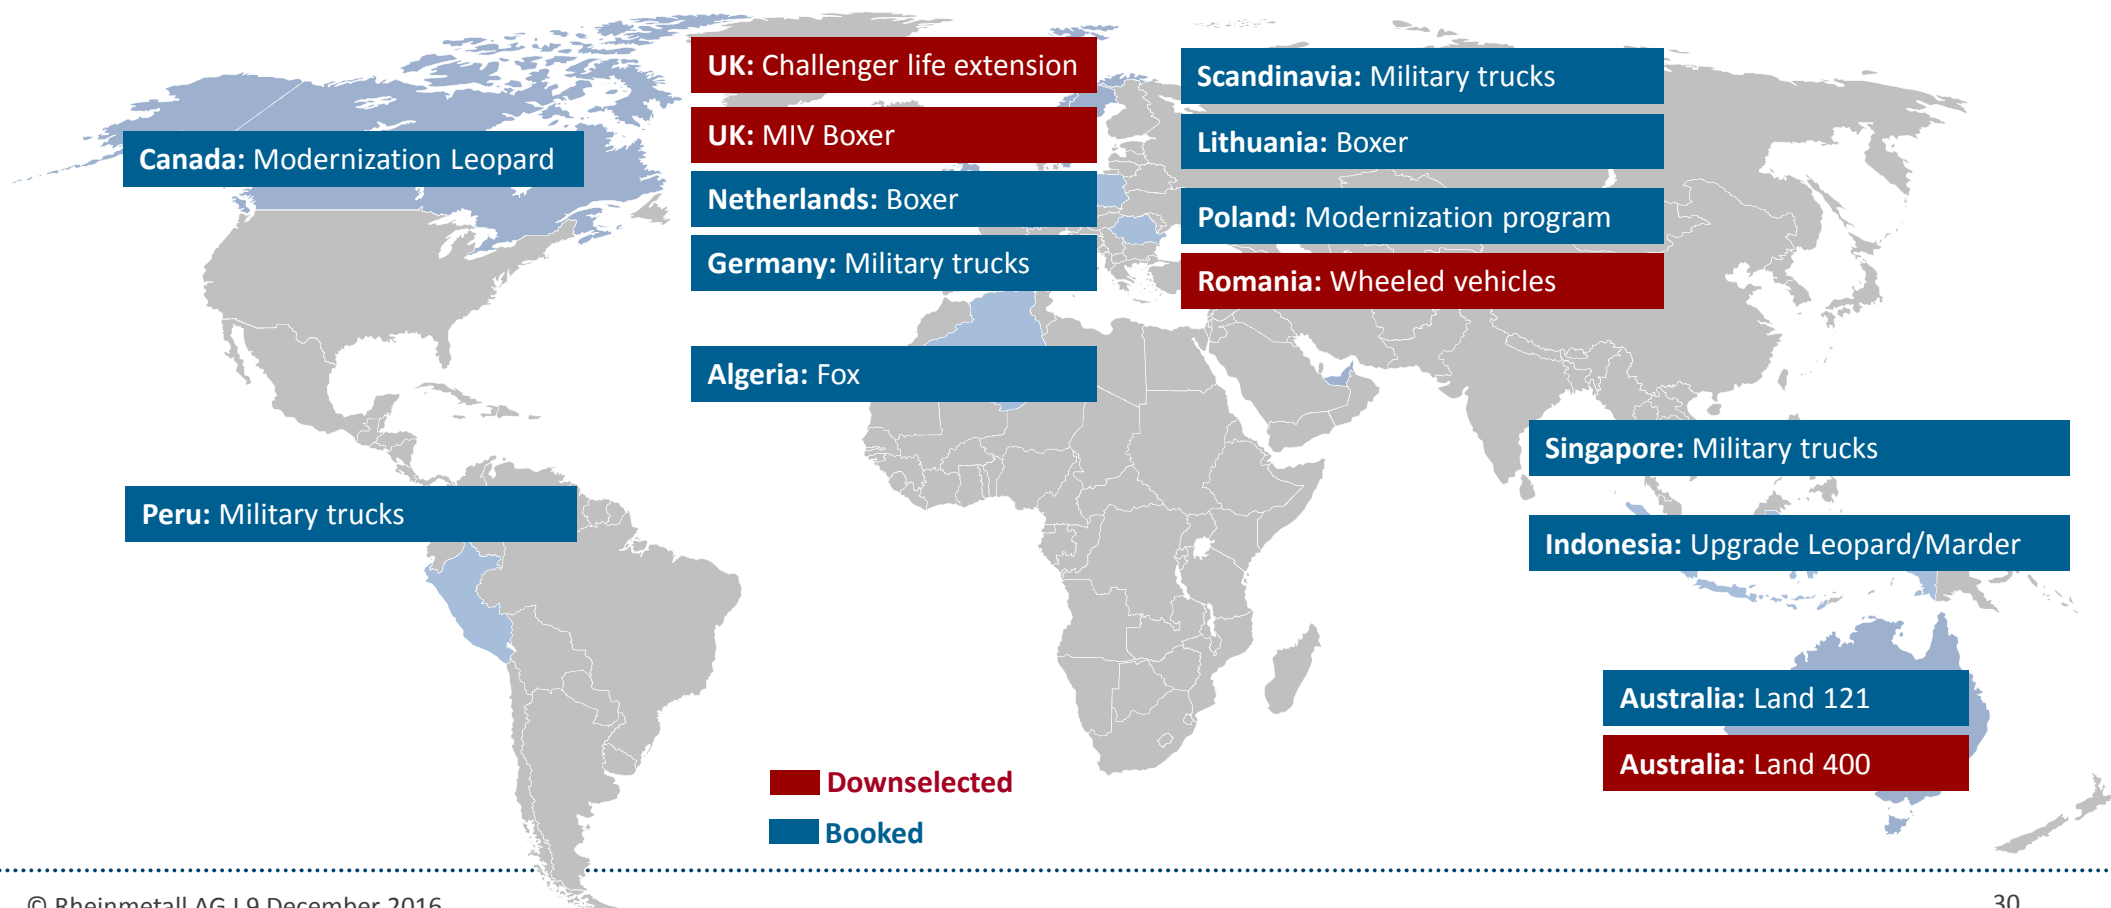 UK: Challenger life extension
Scandinavia: Military trucks
UK: MIV Boxer
Lithuania: Boxer
Canada: Modernization Leopard
Netherlands: Boxer
Poland: Modernization program
Germany: Military trucks
Romania: Wheeled vehicles
Algeria: Fox
Singapore: Military trucks
Peru: Military trucks
Indonesia: Upgrade Leopard/Marder
Australia: Land 121
Australia: Land 400
Downselected
Booked
© Rheinmetall AG I 9 December 2016
30